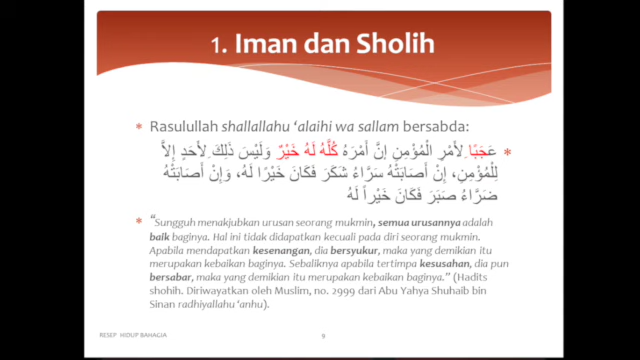 1. Iman dan Sholih
* Rasulullah shallallahu ‘alaihi wa sallam bersabda:
* عَجَبًا ِلأَمْرِ الْمُؤْمِنِ إِنَّ أَمْرَهُ كُلَّهُ لَهُ خَيْرٌ وَلَيْسَ ذَلِكَ ِلأَحَدٍ إِلاَّ
لِلْمُؤْمِنِ، إِنْ أَصَابَتْهُ سَرَّاءُ شَكَرَ فَكَانَ خَيْرًا لَهُ، وَإِنْ أَصَابَتْهُ
ضَرَّاءُ صَبَرَ فَكَانَ خَيْراً لَهُ
* “Sungguh menakjubkan urusan seorang mukmin, semua urusannya adalah
baik baginya. Hal ini tidak didapatkan kecuali pada diri seorang mukmin.
Apabila mendapatkan kesenangan, dia bersyukur, maka yang demikian itu
merupakan kebaikan baginya. Sebaliknya apabila tertimpa kesusahan, dia pun
bersabar, maka yang demikian itu merupakan kebaikan baginya.” (Hadits
shohih. Diriwayatkan oleh Muslim, no. 2999 dari Abu Yahya Shuhaib bin
Sinan radhiyallahu ‘anhu)
RESEP HIDUP BAHAGIA
9